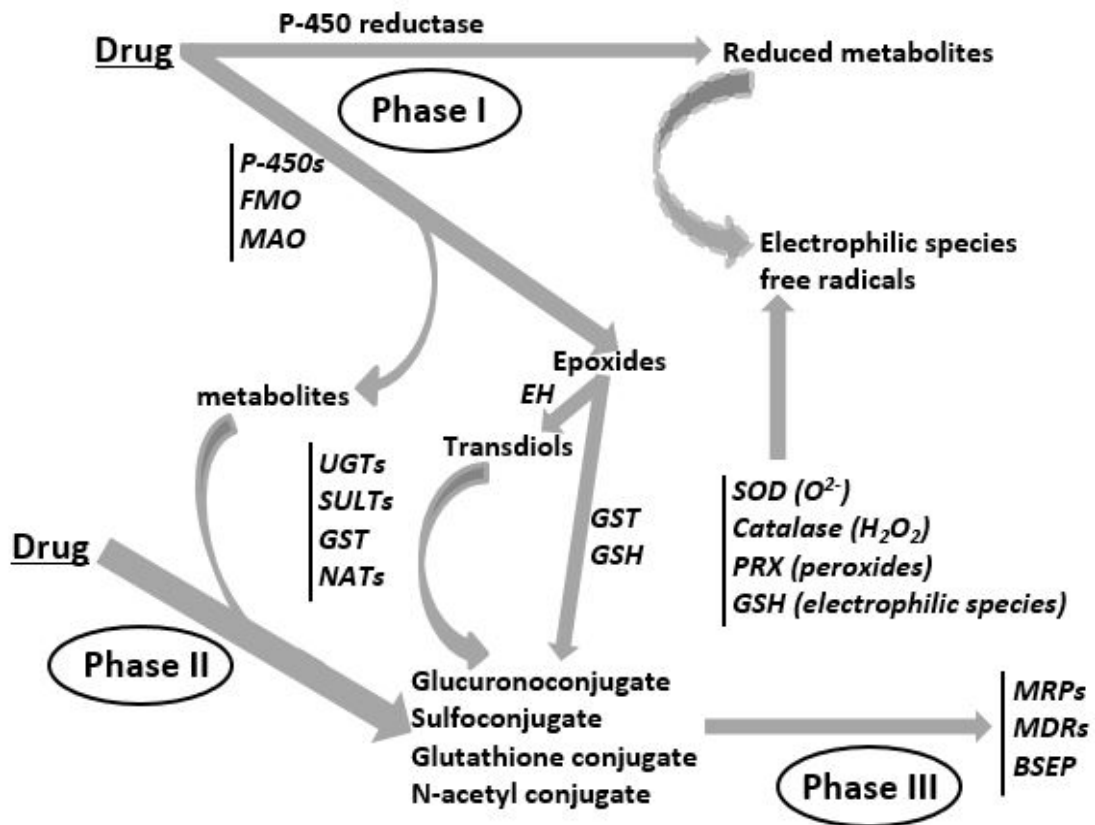 P-450 reductase
Drug
Reduced metabolites
Phase I
P-450s
FMO
MAO
Electrophilic species
free radicals
Epoxides
EH
metabolites
Transdiols
UGTs
SULTs
GST
NATs
GST
GSH
SOD (O²⁻)
Catalase (H₂O₂)
PRX (peroxides)
GSH (electrophilic species)
Drug
Phase II
Glucuronoconjugate
Sulfoconjugate
Glutathione conjugate
N-acetyl conjugate
Phase III
MRPs
MDRs
BSEP